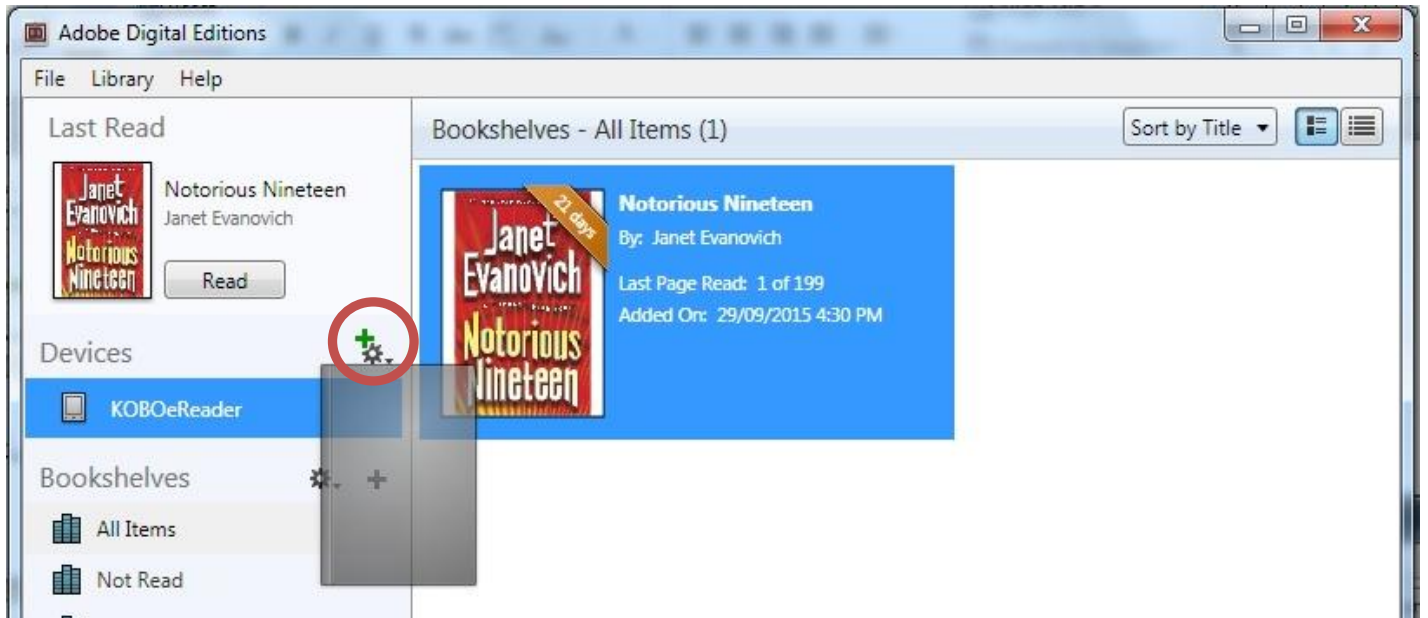 Adobe Digital Editions
File Library Help
Last Read
Janet
Evanovich
Notorious
Nineteen
Notorious Nineteen
Janet Evanovich
Read
Devices
KOBOeReader
Bookshelves
All Items
Not Read
Bookshelves - All Items (1)
Sort by Title
Janet
Evanovich
Notorious
Nineteen
21 days
Notorious Nineteen
By: Janet Evanovich
Last Page Read: 1 of 199
Added On: 29/09/2015 4:30 PM